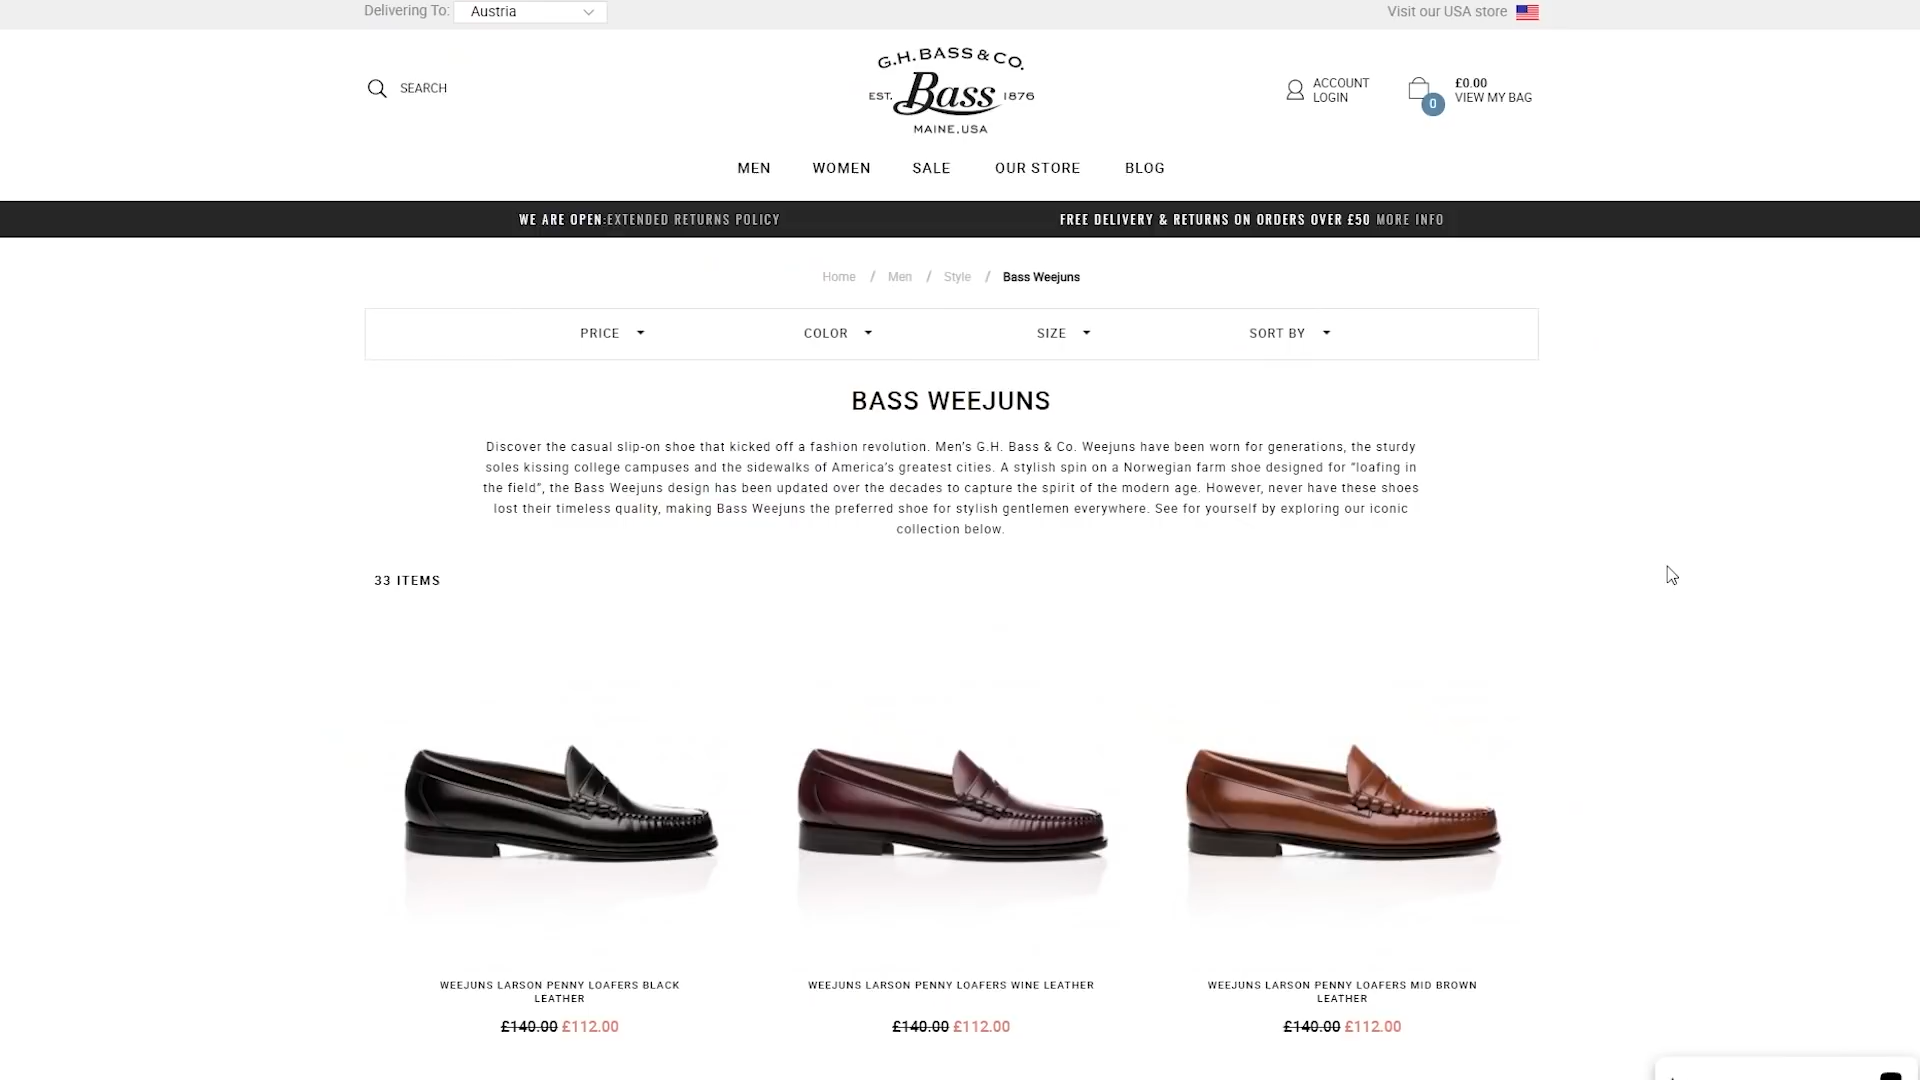 Delivering To: Austria
Visit our USA store
SEARCH
G.H. BASS & CO.
EST. Bass 1876
MAINE, USA
ACCOUNT
LOGIN
0
£0.00
VIEW MY BAG
MEN WOMEN SALE OUR STORE BLOG
WE ARE OPEN:EXTENDED RETURNS POLICY
FREE DELIVERY & RETURNS ON ORDERS OVER £50 MORE INFO
Home / Men / Style / Bass Weejuns
PRICE COLOR SIZE SORT BY
BASS WEEJUNS
Discover the casual slip-on shoe that kicked off a fashion revolution. Men’s G.H. Bass & Co. Weejuns have been worn for generations, the sturdy
soles kissing college campuses and the sidewalks of America’s greatest cities. A stylish spin on a Norwegian farm shoe designed for “loafing in
the field”, the Bass Weejuns design has been updated over the decades to capture the spirit of the modern age. However, never have these shoes
lost their timeless quality, making Bass Weejuns the preferred shoe for stylish gentlemen everywhere. See for yourself by exploring our iconic
collection below.
33 ITEMS
WEEJUNS LARSON PENNY LOAFERS BLACK
LEATHER
£140.00 £112.00
WEEJUNS LARSON PENNY LOAFERS WINE LEATHER
£140.00 £112.00
WEEJUNS LARSON PENNY LOAFERS MID BROWN
LEATHER
£140.00 £112.00